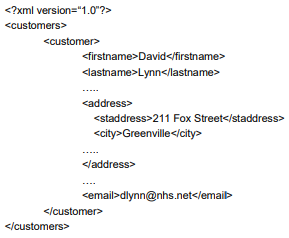 <?xml version=“1.0”?>
<customers>
<customer>
<firstname>David</firstname>
<lastname>Lynn</lastname>
…..
<address>
<staddress>211 Fox Street</staddress>
<city>Greenville</city>
…..
</address>
….
<email>dlynn@nhs.net</email>
</customer>
</customers>